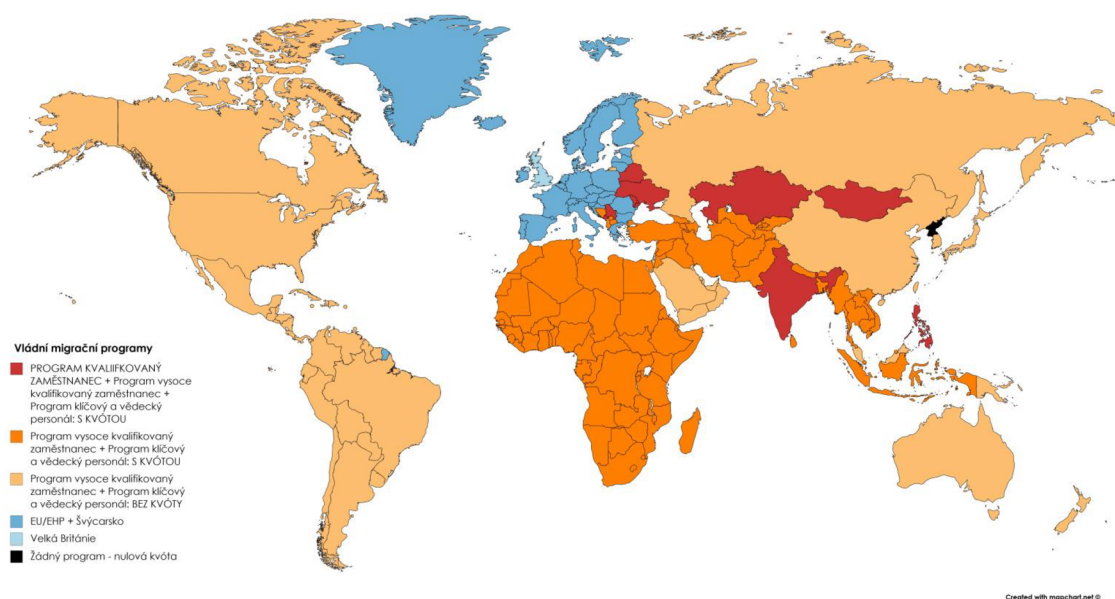 Vládní migrační programy
PROGRAM KVALIIFKOVANÝ
ZAMĚSTNANEC + Program vysoce
kvalifikovaný zaměstnanec +
Program klíčový a vědecký
personál: S KVÓTOU
Program vysoce kvalifikovaný
zaměstnanec + Program klíčový
a vědecký personál: S KVÓTOU
Program vysoce kvalifikovaný
zaměstnanec + Program klíčový
a vědecký personál: BEZ KVÓTY
EU/EHP + Švýcarsko
Velká Británie
Žádný program - nulová kvóta
Created with mapchart.net ©